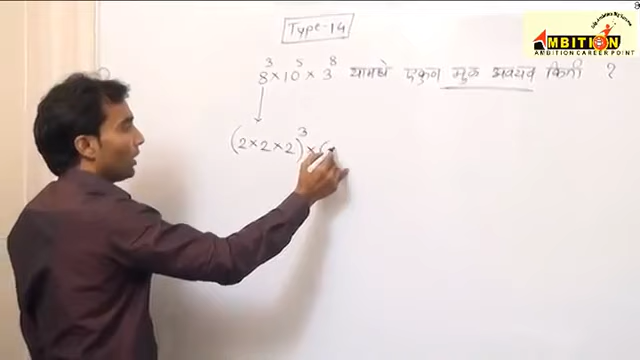 Type-14
8³ × 10⁵ × 3⁸ यामध्ये एकुण मुळ अवयव किती ?
(2 × 2 × 2)³ × (
AMBITION
AMBITION CAREER POINT